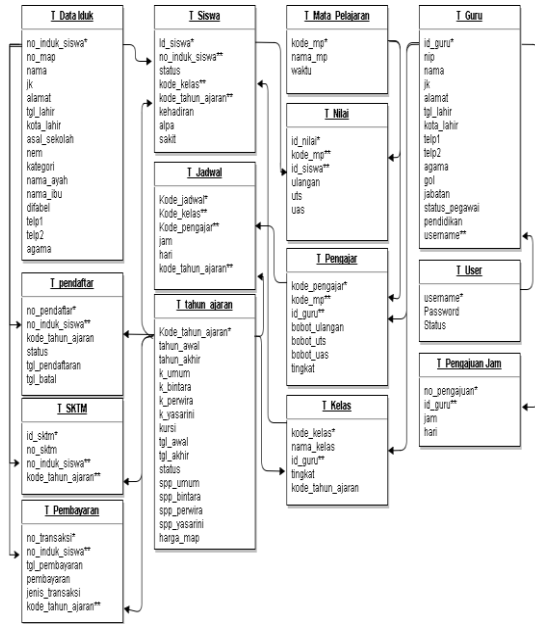 T_Data Iduk
no_induk_siswa*
no_map
nama
jk
alamat
tgl_lahir
kota_lahir
asal_sekolah
nem
kategori
nama_ayah
nama_ibu
difabel
telp1
telp2
agama
T_pendaftar
no_pendaftar*
no_induk_siswa**
kode_tahun_ajaran
status
tgl_pendaftaran
tgl_batal
T_SKTM
id_sktm*
no_sktm
no_induk_siswa**
kode_tahun_ajaran**
T_Pembayaran
no_transaksi*
no_induk_siswa**
tgl_pembayaran
pembayaran
jenis_transaksi
kode_tahun_ajaran**
T_Siswa
Id_siswa*
no_induk_siswa**
status
kode_kelas**
kode_tahun_ajaran**
kehadiran
alpa
sakit
T_Jadwal
Kode_jadwal*
Kode_kelas**
Kode_pengajar**
jam
hari
kode_tahun_ajaran**
T_tahun_ajaran
Kode_tahun_ajaran*
tahun_awal
tahun_akhir
k_umum
k_bintara
k_perwira
k_yasarini
kursi
tgl_awal
tgl_akhir
status
spp_umum
spp_bintara
spp_perwira
spp_yasarini
harga_map
T_Mata_Pelajaran
kode_mp*
nama_mp
waktu
T_Nilai
id_nilai*
kode_mp**
id_siswa**
ulangan
uts
uas
T_Pengajar
kode_pengajar*
kode_mp**
id_guru**
bobot_ulangan
bobot_uts
bobot_uas
tingkat
T_Kelas
kode_kelas*
nama_kelas
id_guru**
tingkat
kode_tahun_ajaran
T_Guru
id_guru*
nip
nama
jk
alamat
tgl_lahir
kota_lahir
telp1
telp2
agama
gol
jabatan
status_pegawai
pendidikan
username**
T_User
username*
Password
Status
T_Pengajuan Jam
no_pengajuan*
id_guru**
jam
hari